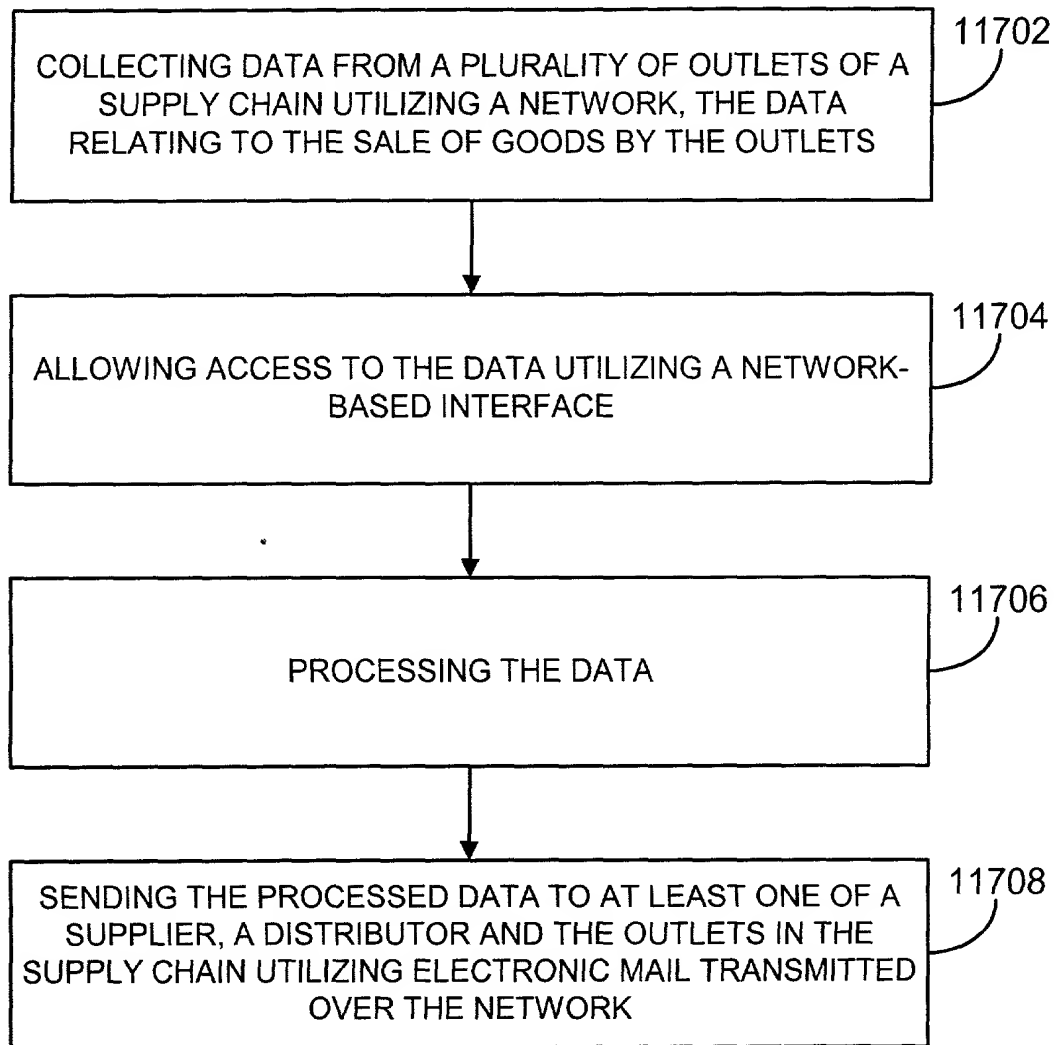 11702
COLLECTING DATA FROM A PLURALITY OF OUTLETS OF A
SUPPLY CHAIN UTILIZING A NETWORK, THE DATA
RELATING TO THE SALE OF GOODS BY THE OUTLETS
11704
ALLOWING ACCESS TO THE DATA UTILIZING A NETWORK-
BASED INTERFACE
11706
PROCESSING THE DATA
11708
SENDING THE PROCESSED DATA TO AT LEAST ONE OF A
SUPPLIER, A DISTRIBUTOR AND THE OUTLETS IN THE
SUPPLY CHAIN UTILIZING ELECTRONIC MAIL TRANSMITTED
OVER THE NETWORK